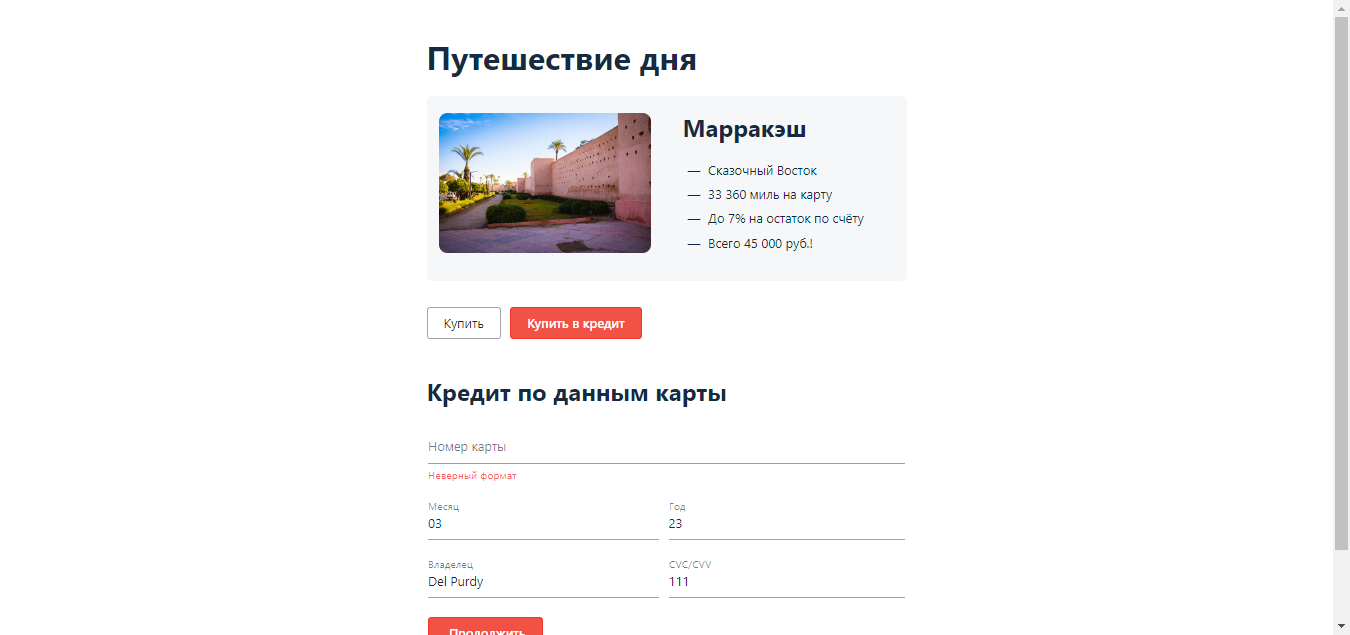 Путешествие дня
Марракэш
— Сказочный Восток
— 33 360 миль на карту
— До 7% на остаток по счёту
— Всего 45 000 руб.!
Купить
Купить в кредит
Кредит по данным карты
Номер карты
Неверный формат
Месяц
03
Год
23
Владелец
Del Purdy
CVC/CVV
111
Продолжить